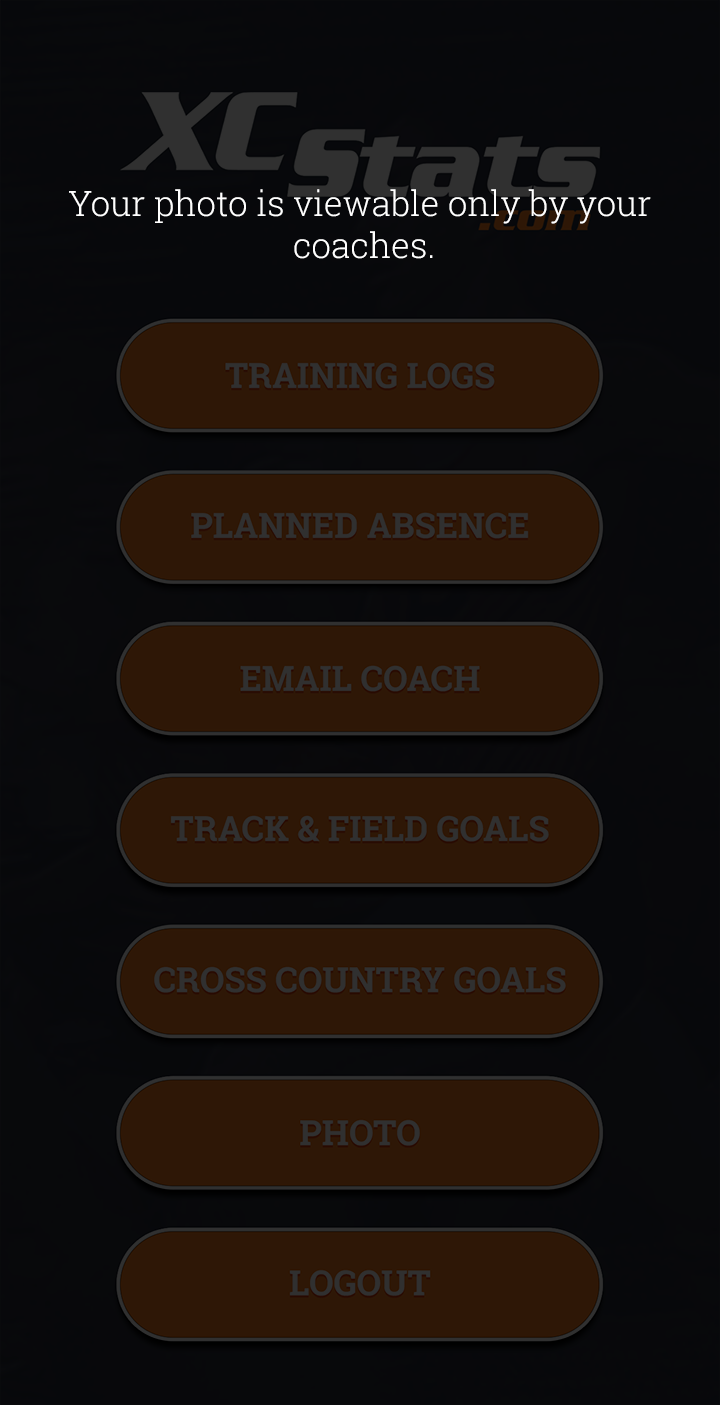 XCStats
.com
Your photo is viewable only by your
coaches.
TRAINING LOGS
PLANNED ABSENCE
EMAIL COACH
TRACK & FIELD GOALS
CROSS COUNTRY GOALS
PHOTO
LOGOUT